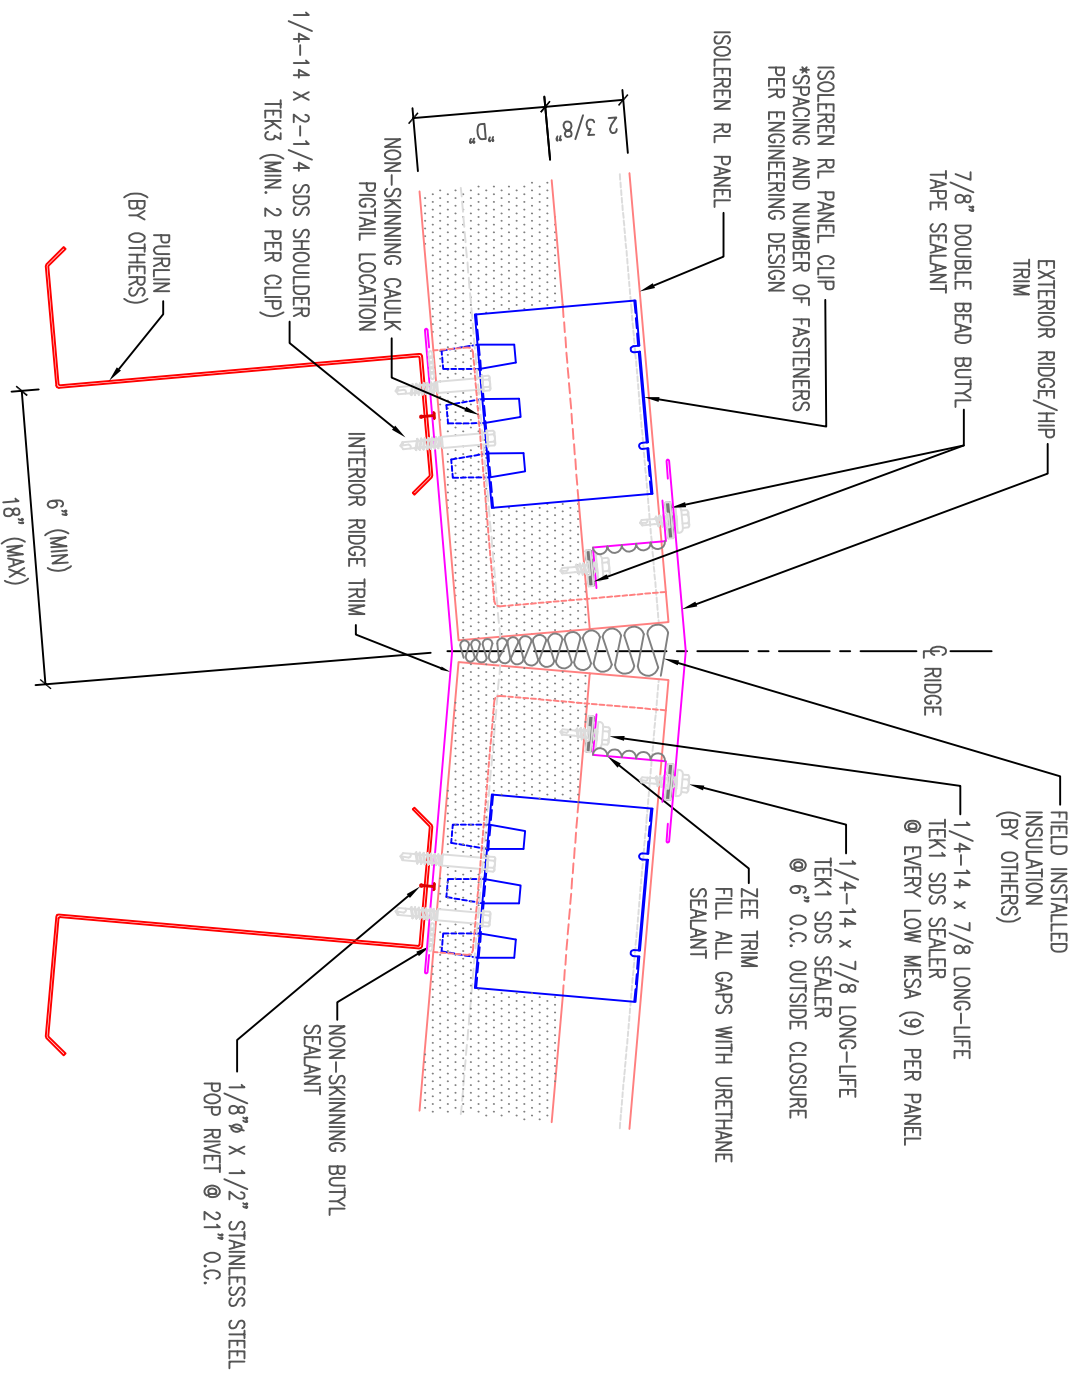 EXTERIOR RIDGE/HIP
TRIM
7/8" DOUBLE BEAD BUTYL
TAPE SEALANT
ISOLEREN RL PANEL CLIP
*SPACING AND NUMBER OF FASTENERS
PER ENGINEERING DESIGN
ISOLEREN RL PANEL
2 3/8"
"D"
NON-SKINNING CAULK
PIGTAIL LOCATION
1/4-14 X 2-1/4 SDS SHOULDER
TEK3 (MIN. 2 PER CLIP)
PURLIN
(BY OTHERS)
INTERIOR RIDGE TRIM
6" (MIN)
18" (MAX)
℄ RIDGE
FIELD INSTALLED
INSULATION
(BY OTHERS)
1/4-14 x 7/8 LONG-LIFE
TEK1 SDS SEALER
@ EVERY LOW MESA (9) PER PANEL
1/4-14 x 7/8 LONG-LIFE
TEK1 SDS SEALER
@ 6" O.C. OUTSIDE CLOSURE
ZEE TRIM
FILL ALL GAPS WITH URETHANE
SEALANT
NON-SKINNING BUTYL
SEALANT
1/8"ø X 1/2" STAINLESS STEEL
POP RIVET @ 21" O.C.